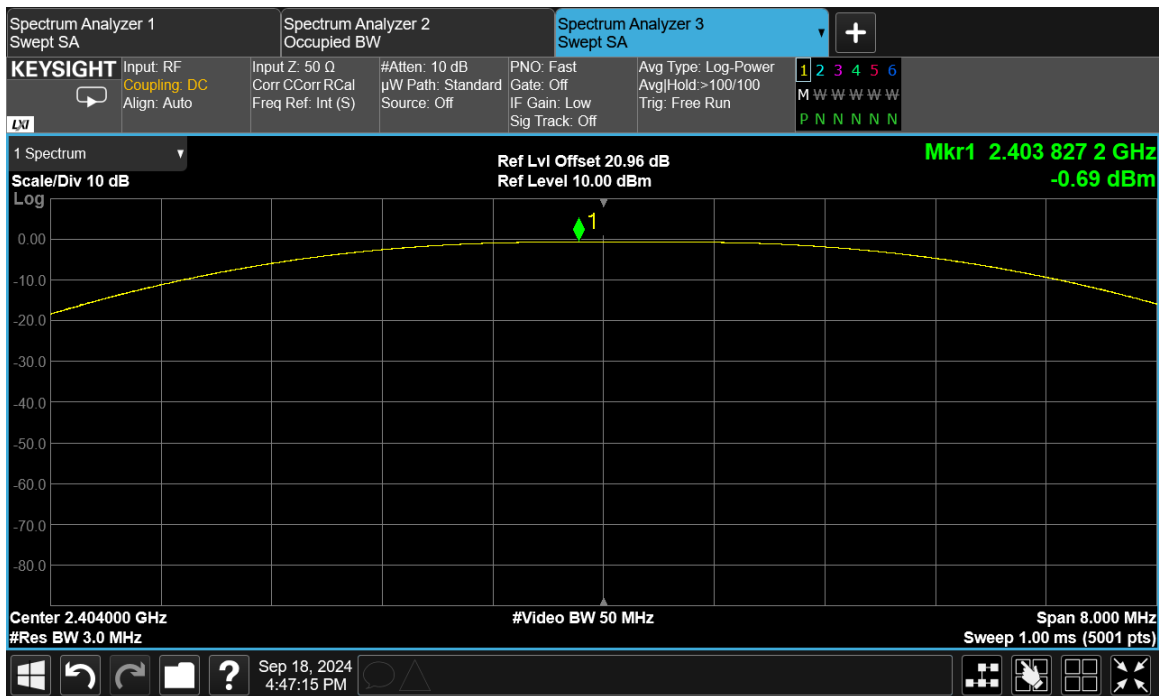 Spectrum Analyzer 1
Swept SA
Spectrum Analyzer 2
Occupied BW
Spectrum Analyzer 3
Swept SA
KEYSIGHT
LXI
Input: RF
Coupling: DC
Align: Auto
Input Z: 50 Ω
Corr CCorr RCal
Freq Ref: Int (S)
#Atten: 10 dB
µW Path: Standard
Source: Off
PNO: Fast
Gate: Off
IF Gain: Low
Sig Track: Off
Avg Type: Log-Power
Avg|Hold:>100/100
Trig: Free Run
1 2 3 4 5 6
M W W W W W
P N N N N N
1 Spectrum
Scale/Div 10 dB
Log
Ref Lvl Offset 20.96 dB
Ref Level 10.00 dBm
Mkr1 2.403 827 2 GHz
-0.69 dBm
1
0.00
-10.0
-20.0
-30.0
-40.0
-50.0
-60.0
-70.0
-80.0
Center 2.404000 GHz
#Video BW 50 MHz
Span 8.000 MHz
#Res BW 3.0 MHz
Sweep 1.00 ms (5001 pts)
?
Sep 18, 2024
4:47:15 PM